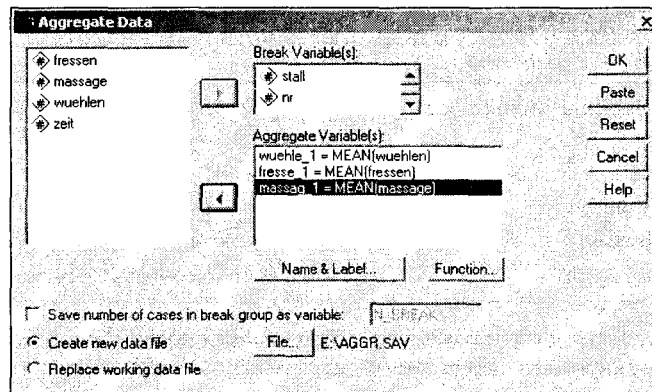 Aggregate Data
fressen
massage
wuehlen
zeit
Break Variable(s):
stall
nr
Aggregate Variable(s):
wuehle_1 = MEAN(wuehlen)
fresse_1 = MEAN(fressen)
massag_1 = MEAN(massage)
Name & Label...
Function...
OK
Paste
Reset
Cancel
Help
Save number of cases in break group as variable:
N_BREAK
Create new data file
File...
E:\AGGR.SAV
Replace working data file